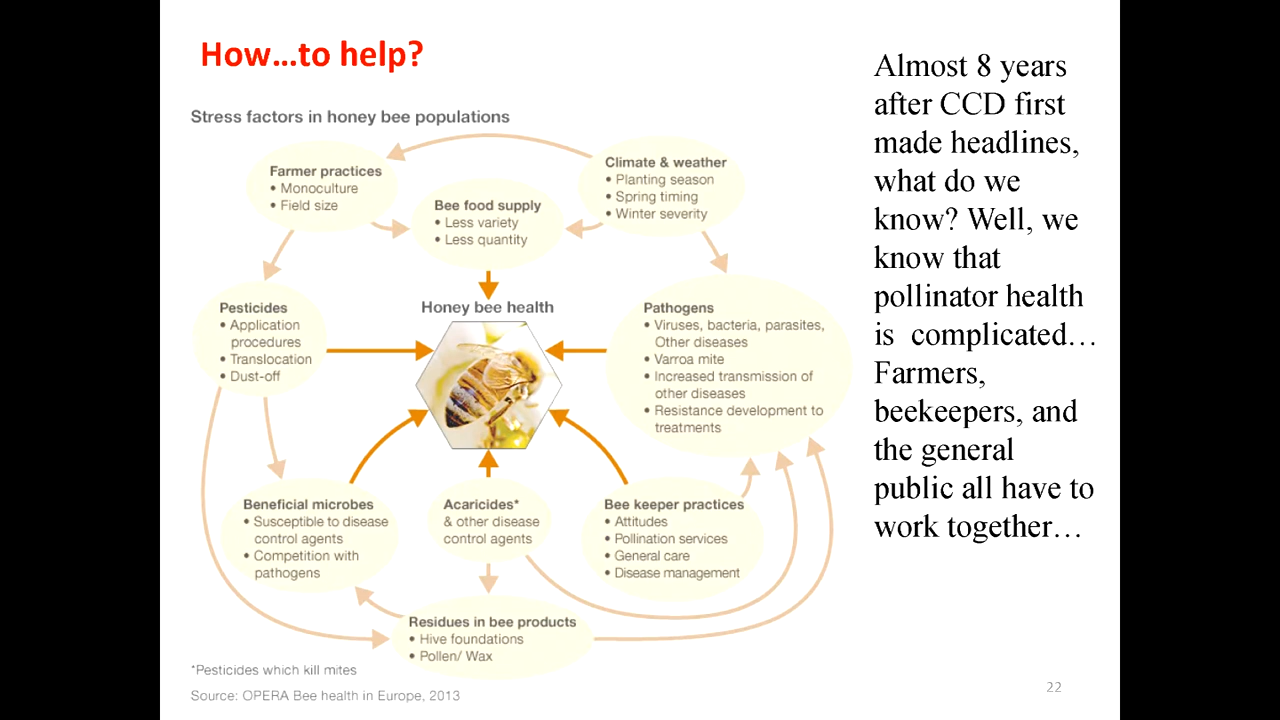 How...to help?
Stress factors in honey bee populations
Farmer practices
• Monoculture
• Field size
Bee food supply
• Less variety
• Less quantity
Climate & weather
• Planting season
• Spring timing
• Winter severity
Pesticides
• Application
procedures
• Translocation
• Dust-off
Honey bee health
Pathogens
• Viruses, bacteria, parasites,
Other diseases
• Varroa mite
• Increased transmission of
other diseases
• Resistance development to
treatments
Beneficial microbes
• Susceptible to disease
control agents
• Competition with
pathogens
Acaricides*
& other disease
control agents
Bee keeper practices
• Attitudes
• Pollination services
• General care
• Disease management
Residues in bee products
• Hive foundations
• Pollen/ Wax
*Pesticides which kill mites
Source: OPERA Bee health in Europe, 2013
Almost 8 years
after CCD first
made headlines,
what do we
know? Well, we
know that
pollinator health
is  complicated…
Farmers,
beekeepers, and
the general
public all have to
work together…
22